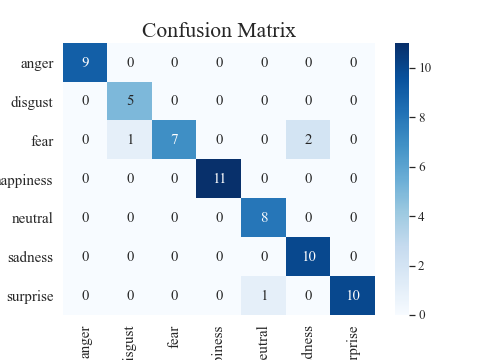 Confusion Matrix
anger 9 0 0 0 0 0 0
disgust 0 5 0 0 0 0 0
fear 0 1 7 0 0 2 0
appiness 0 0 0 11 0 0 0
neutral 0 0 0 0 8 0 0
sadness 0 0 0 0 0 10 0
surprise 0 0 0 0 1 0 10
anger isgust fear piness eutral dness rprise
10
8
6
4
2
0